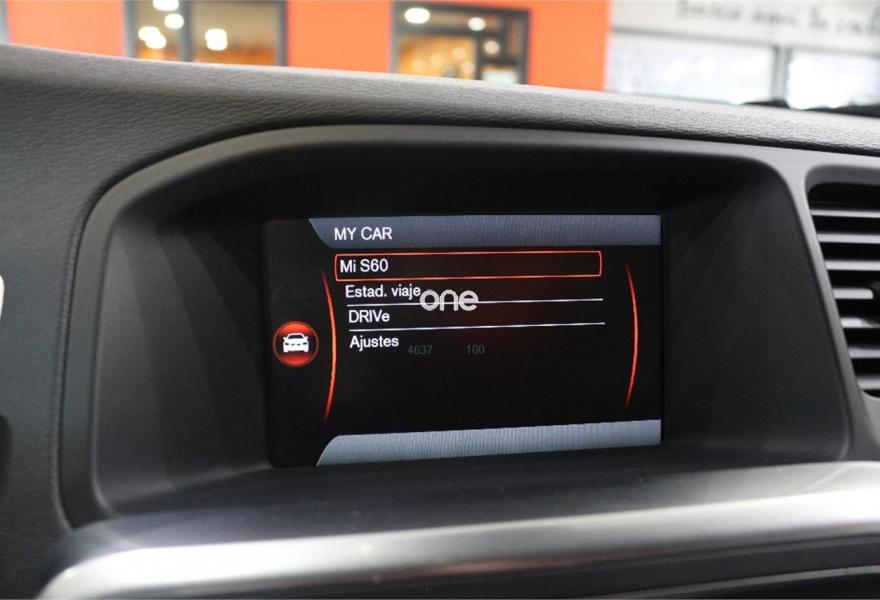 MY CAR
Mi S60
Estad. viaje
one
DRIVe
Ajustes
4637 100